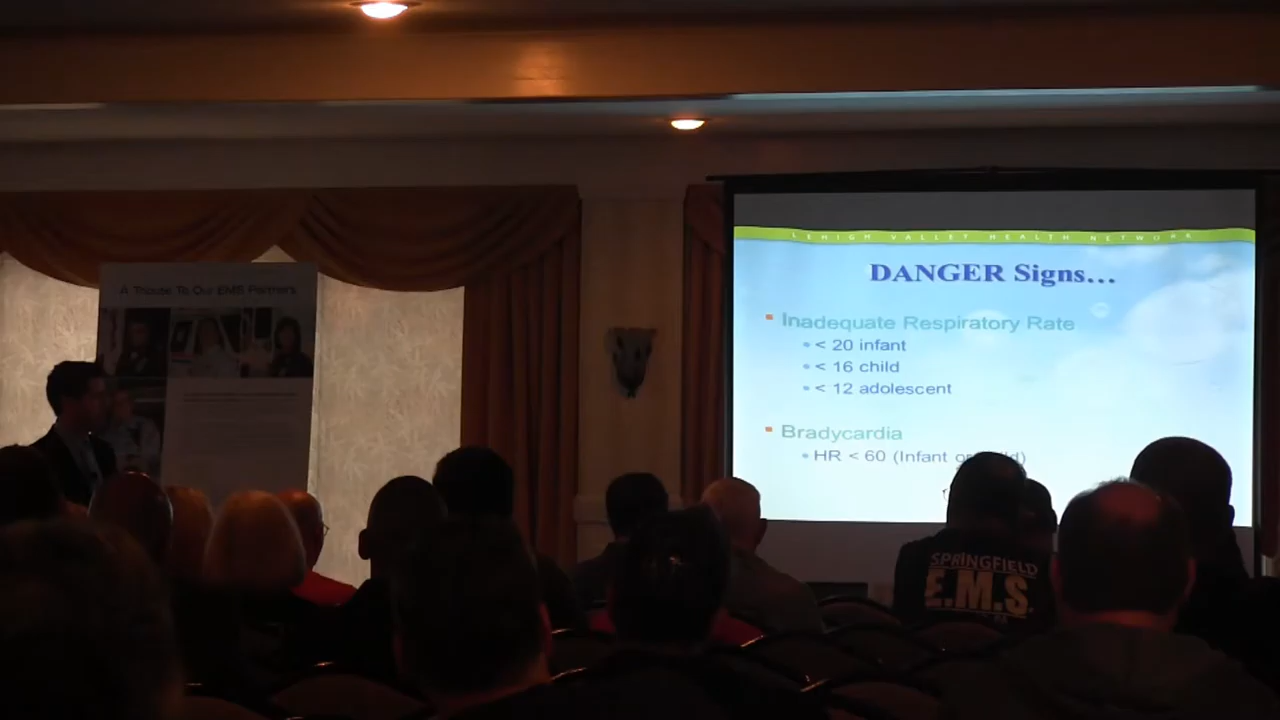 A Tribute To Our EMS Partners
LEHIGH VALLEY HEALTH NETWORK
DANGER Signs...
Inadequate Respiratory Rate
< 20 infant
< 16 child
< 12 adolescent
Bradycardia
HR < 60 (Infant or
SPRINGFIELD
E.M.S.